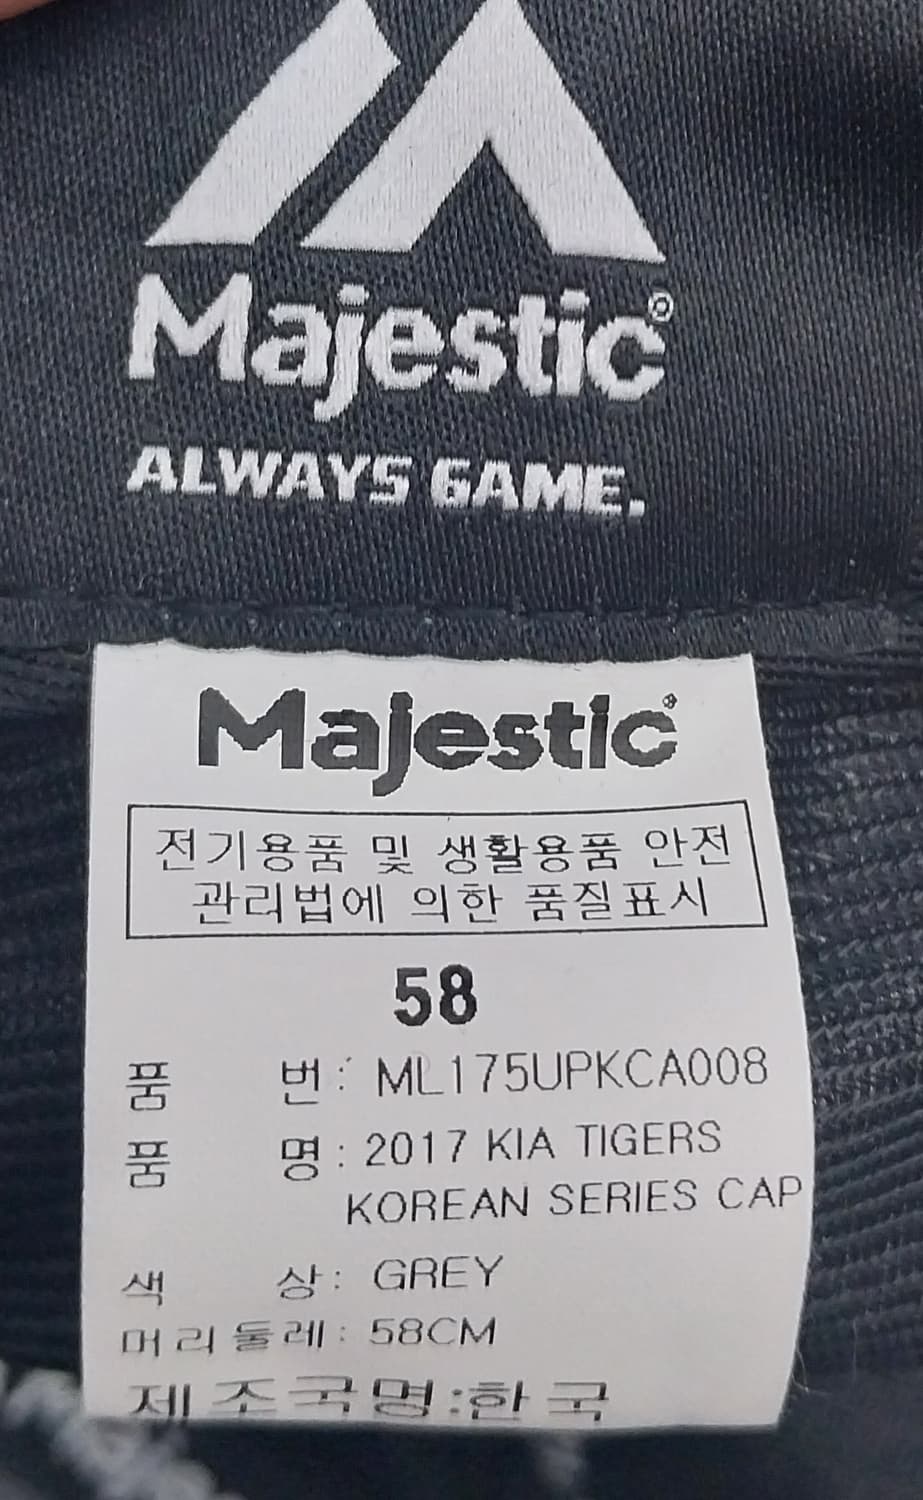 Majestic®
ALWAYS GAME.
Majestic®
전기용품 및 생활용품 안전
관리법에 의한 품질표시
58
품 번: ML175UPKCA008
품 명: 2017 KIA TIGERS
KOREAN SERIES CAP
색 상: GREY
머리둘레: 58CM
제조국명:한국